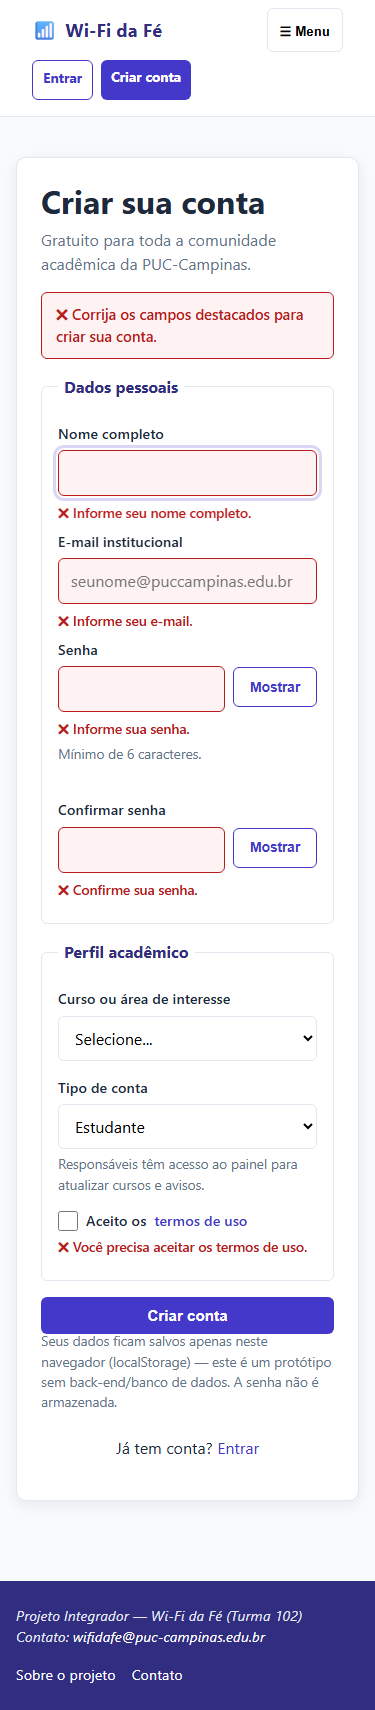 Wi-Fi da Fé
☰ Menu
Entrar
Criar conta
Criar sua conta
Gratuito para toda a comunidade
acadêmica da PUC-Campinas.
❌ Corrija os campos destacados para
criar sua conta.
Dados pessoais
Nome completo
❌ Informe seu nome completo.
E-mail institucional
seunome@puccampinas.edu.br
❌ Informe seu e-mail.
Senha
Mostrar
❌ Informe sua senha.
Mínimo de 6 caracteres.
Confirmar senha
Mostrar
❌ Confirme sua senha.
Perfil acadêmico
Curso ou área de interesse
Selecione...
Tipo de conta
Estudante
Responsáveis têm acesso ao painel para
atualizar cursos e avisos.
Aceito os termos de uso
❌ Você precisa aceitar os termos de uso.
Criar conta
Seus dados ficam salvos apenas neste
navegador (localStorage) — este é um protótipo
sem back-end/banco de dados. A senha não é
armazenada.
Já tem conta? Entrar
Projeto Integrador — Wi-Fi da Fé (Turma 102)
Contato: wifidafe@puc-campinas.edu.br
Sobre o projeto Contato